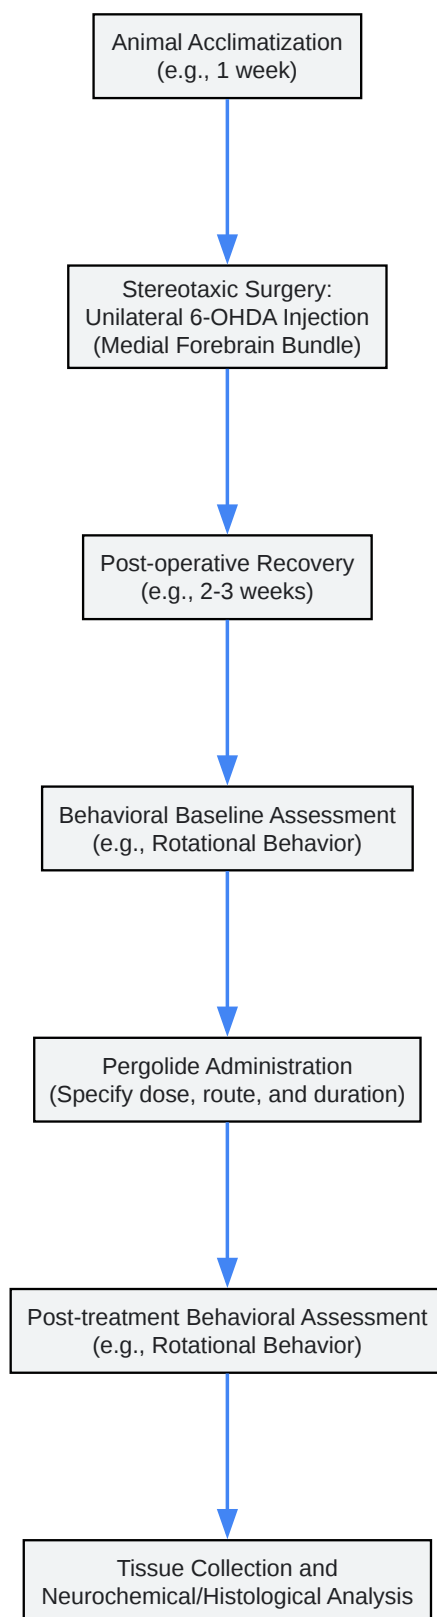 Animal Acclimatization
(e.g., 1 week)
Stereotaxic Surgery:
Unilateral 6-OHDA Injection
(Medial Forebrain Bundle)
Post-operative Recovery
(e.g., 2-3 weeks)
Behavioral Baseline Assessment
(e.g., Rotational Behavior)
Pergolide Administration
(Specify dose, route, and duration)
Post-treatment Behavioral Assessment
(e.g., Rotational Behavior)
Tissue Collection and
Neurochemical/Histological Analysis